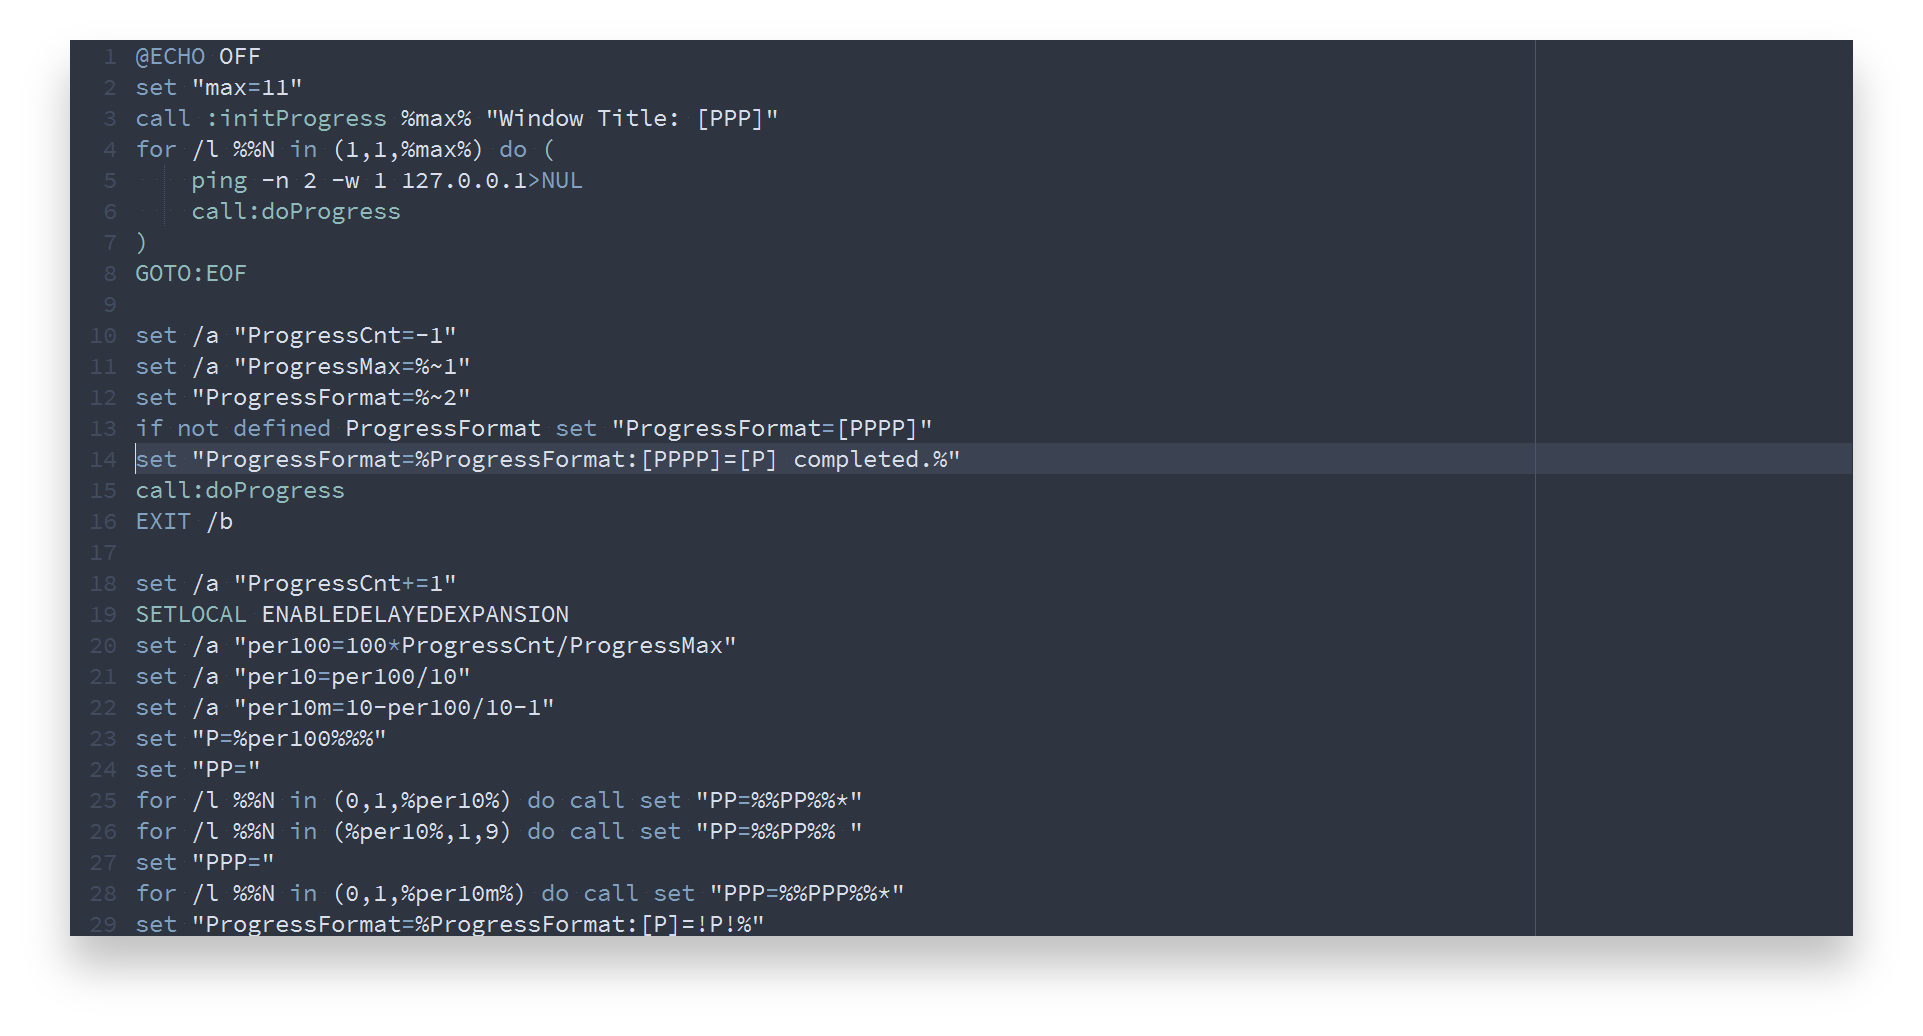 1 @ECHO OFF
2 set "max=11"
3 call :initProgress %max% "Window Title: [PPP]"
4 for /l %%N in (1,1,%max%) do (
5     ping -n 2 -w 1 127.0.0.1>NUL
6     call:doProgress
7 )
8 GOTO:EOF
9
10 set /a "ProgressCnt=-1"
11 set /a "ProgressMax=%~1"
12 set "ProgressFormat=%~2"
13 if not defined ProgressFormat set "ProgressFormat=[PPPP]"
14 set "ProgressFormat=%ProgressFormat:[PPPP]=[P] completed.%"
15 call:doProgress
16 EXIT /b
17
18 set /a "ProgressCnt+=1"
19 SETLOCAL ENABLEDELAYEDEXPANSION
20 set /a "per100=100*ProgressCnt/ProgressMax"
21 set /a "per10=per100/10"
22 set /a "per10m=10-per100/10-1"
23 set "P=%per100%%%"
24 set "PP="
25 for /l %%N in (0,1,%per10%) do call set "PP=%%PP%%*"
26 for /l %%N in (%per10%,1,9) do call set "PP=%%PP%% "
27 set "PPP="
28 for /l %%N in (0,1,%per10m%) do call set "PPP=%%PPP%%*"
29 set "ProgressFormat=%ProgressFormat:[P]=!P!%"